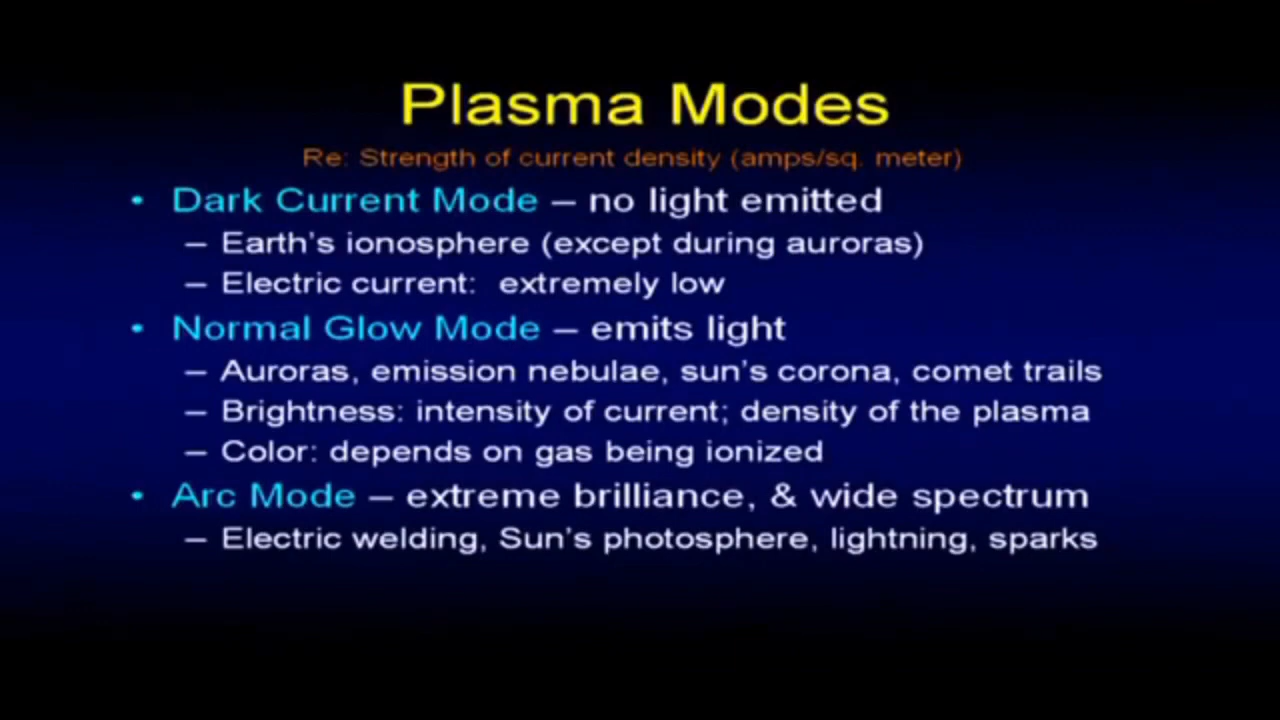 Plasma Modes
Re: Strength of current density (amps/sq. meter)
• Dark Current Mode – no light emitted
– Earth's ionosphere (except during auroras)
– Electric current:  extremely low
• Normal Glow Mode – emits light
– Auroras, emission nebulae, sun's corona, comet trails
– Brightness: intensity of current; density of the plasma
– Color: depends on gas being ionized
• Arc Mode – extreme brilliance, & wide spectrum
– Electric welding, Sun's photosphere, lightning, sparks